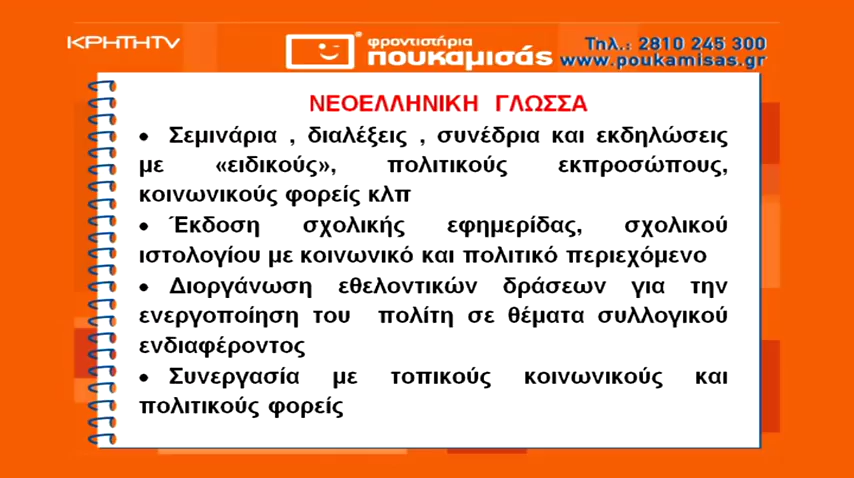 ΚΡΗΤΗTV
φροντιστήρια
πουκαμισάς
Τηλ.: 2810 245 300
www.poukamisas.gr
ΝΕΟΕΛΛΗΝΙΚΗ ΓΛΩΣΣΑ
• Σεμινάρια , διαλέξεις , συνέδρια και εκδηλώσεις
με «ειδικούς», πολιτικούς εκπροσώπους,
κοινωνικούς φορείς κλπ
• Έκδοση σχολικής εφημερίδας, σχολικού
ιστολογίου με κοινωνικό και πολιτικό περιεχόμενο
• Διοργάνωση εθελοντικών δράσεων για την
ενεργοποίηση του πολίτη σε θέματα συλλογικού
ενδιαφέροντος
• Συνεργασία με τοπικούς κοινωνικούς και
πολιτικούς φορείς